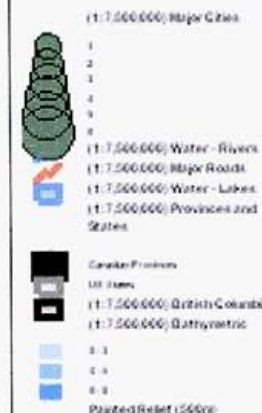 (1:7,500,000) Major Cities
1
2
3
4
5
6
(1:7,500,000) Water - Rivers
(1:7,500,000) Major Roads
(1:7,500,000) Water - Lakes
(1:7,500,000) Provinces and
States
Canadian Provinces
US States
(1:7,500,000) British Columbi
(1:7,500,000) Bathymetric
Painted Relief (500m